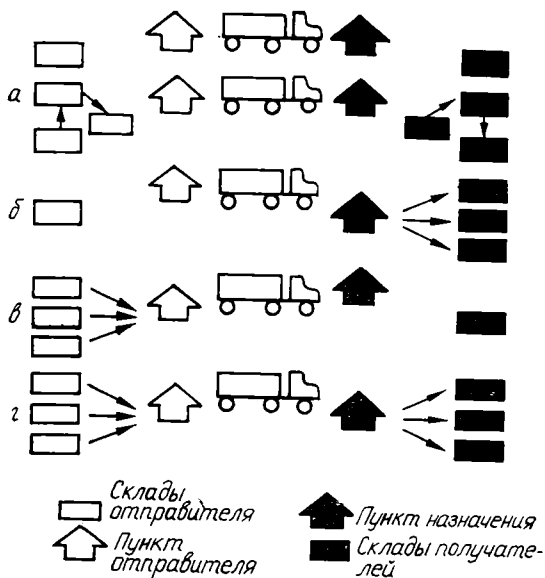 а
б
в
г
Склады
отправителя
Пункт
отправителя
Пункт назначения
Склады получате-
лей